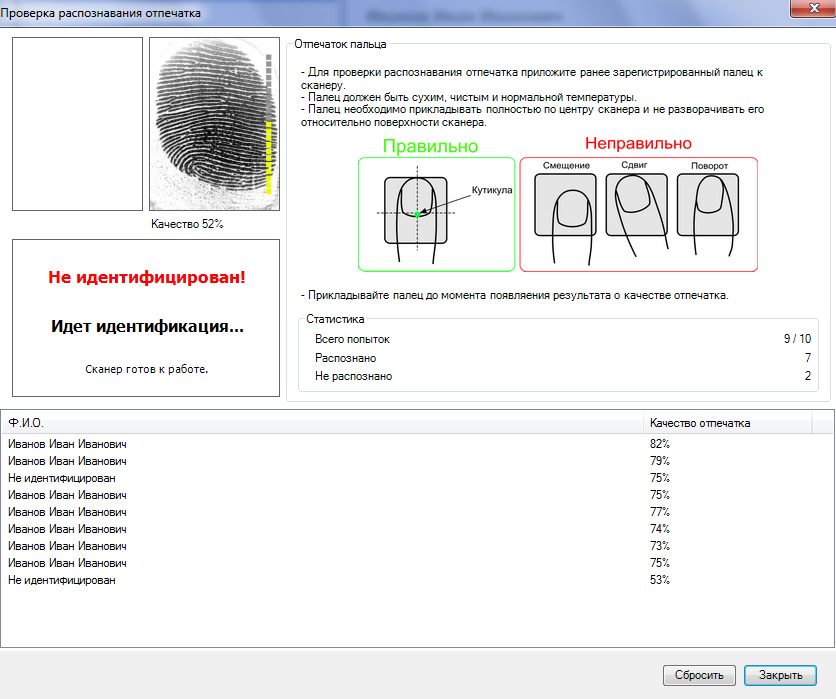 Проверка распознавания отпечатка
Иванов Иван Иванович
Качество 52%
Не идентифицирован!
Идет идентификация...
Сканер готов к работе.
Отпечаток пальца
- Для проверки распознавания отпечатка приложите ранее зарегистрированный палец к
сканеру.
- Палец должен быть сухим, чистым и нормальной температуры.
- Палец необходимо прикладывать полностью по центру сканера и не разворачивать его
относительно поверхности сканера.
Правильно
Неправильно
Кутикула
Смещение Сдвиг Поворот
- Прикладывайте палец до момента появления результата о качестве отпечатка.
Статистика
Всего попыток 9 / 10
Распознано 7
Не распознано 2
Ф.И.О. Качество отпечатка
Иванов Иван Иванович 82%
Иванов Иван Иванович 79%
Не идентифицирован 75%
Иванов Иван Иванович 75%
Иванов Иван Иванович 77%
Иванов Иван Иванович 74%
Иванов Иван Иванович 73%
Иванов Иван Иванович 75%
Не идентифицирован 53%
Сбросить Закрыть